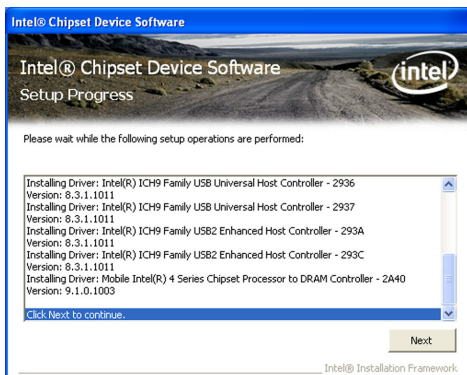 Intel® Chipset Device Software
Intel® Chipset Device Software
intel
Setup Progress
Please wait while the following setup operations are performed:
Installing Driver: Intel(R) ICH9 Family USB Universal Host Controller - 2936
Version: 8.3.1.1011
Installing Driver: Intel(R) ICH9 Family USB Universal Host Controller - 2937
Version: 8.3.1.1011
Installing Driver: Intel(R) ICH9 Family USB2 Enhanced Host Controller - 293A
Version: 8.3.1.1011
Installing Driver: Intel(R) ICH9 Family USB2 Enhanced Host Controller - 293C
Version: 8.3.1.1011
Installing Driver: Mobile Intel(R) 4 Series Chipset Processor to DRAM Controller - 2A40
Version: 9.1.0.1003
Click Next to continue.
Next
Intel® Installation Framework